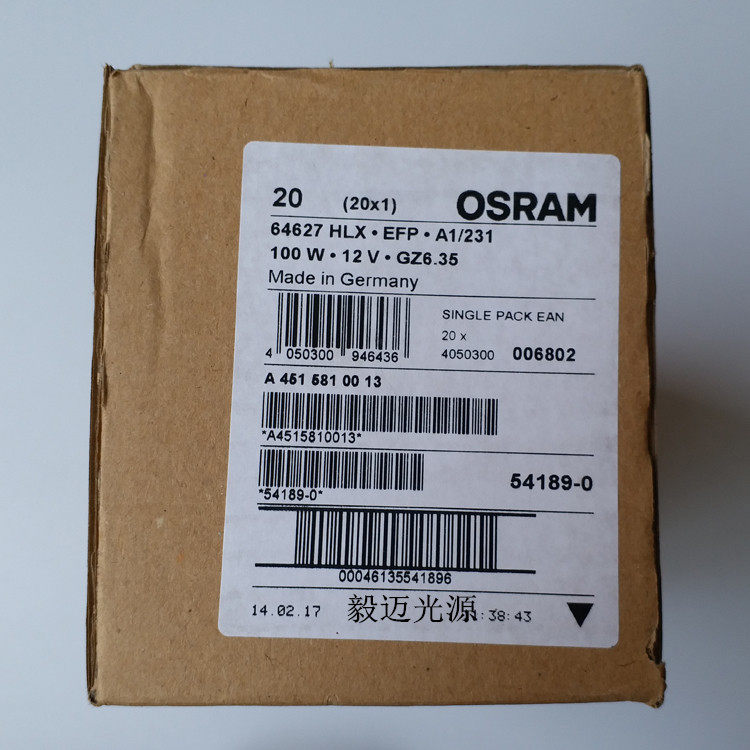 20 (20x1) OSRAM
64627 HLX • EFP • A1/231
100 W • 12 V • GZ6.35
Made in Germany
SINGLE PACK EAN
20 x
4 050300 946436
4050300 006802
A 451 581 00 13
*A4515810013*
54189-0
*54189-0*
00046135541896
14.02.17 毅迈光源 :38:43